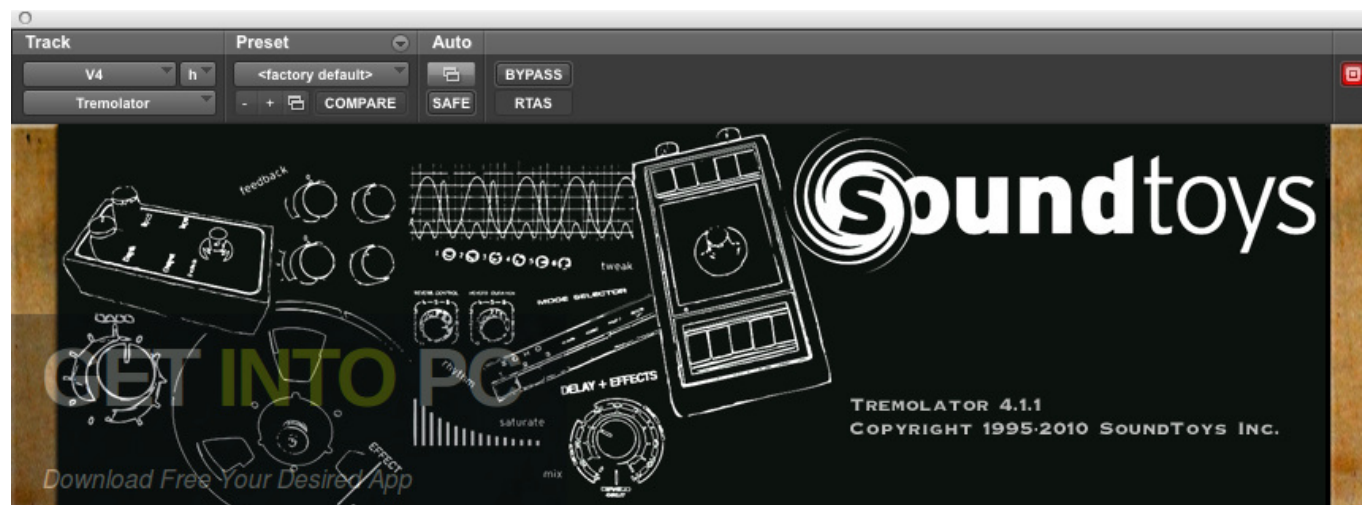 Track
Preset
Auto
V4
h
<factory default>
BYPASS
Tremolator
- + COMPARE
SAFE
RTAS
soundtoys
feedback
tweak
MODE SELECTOR
rhythm
DELAY + EFFECTS
saturate
mix
EFFECT
TREMOLATOR 4.1.1
COPYRIGHT 1995-2010 SOUNDTOYS INC.
GET INTO PC
Download Free Your Desired App